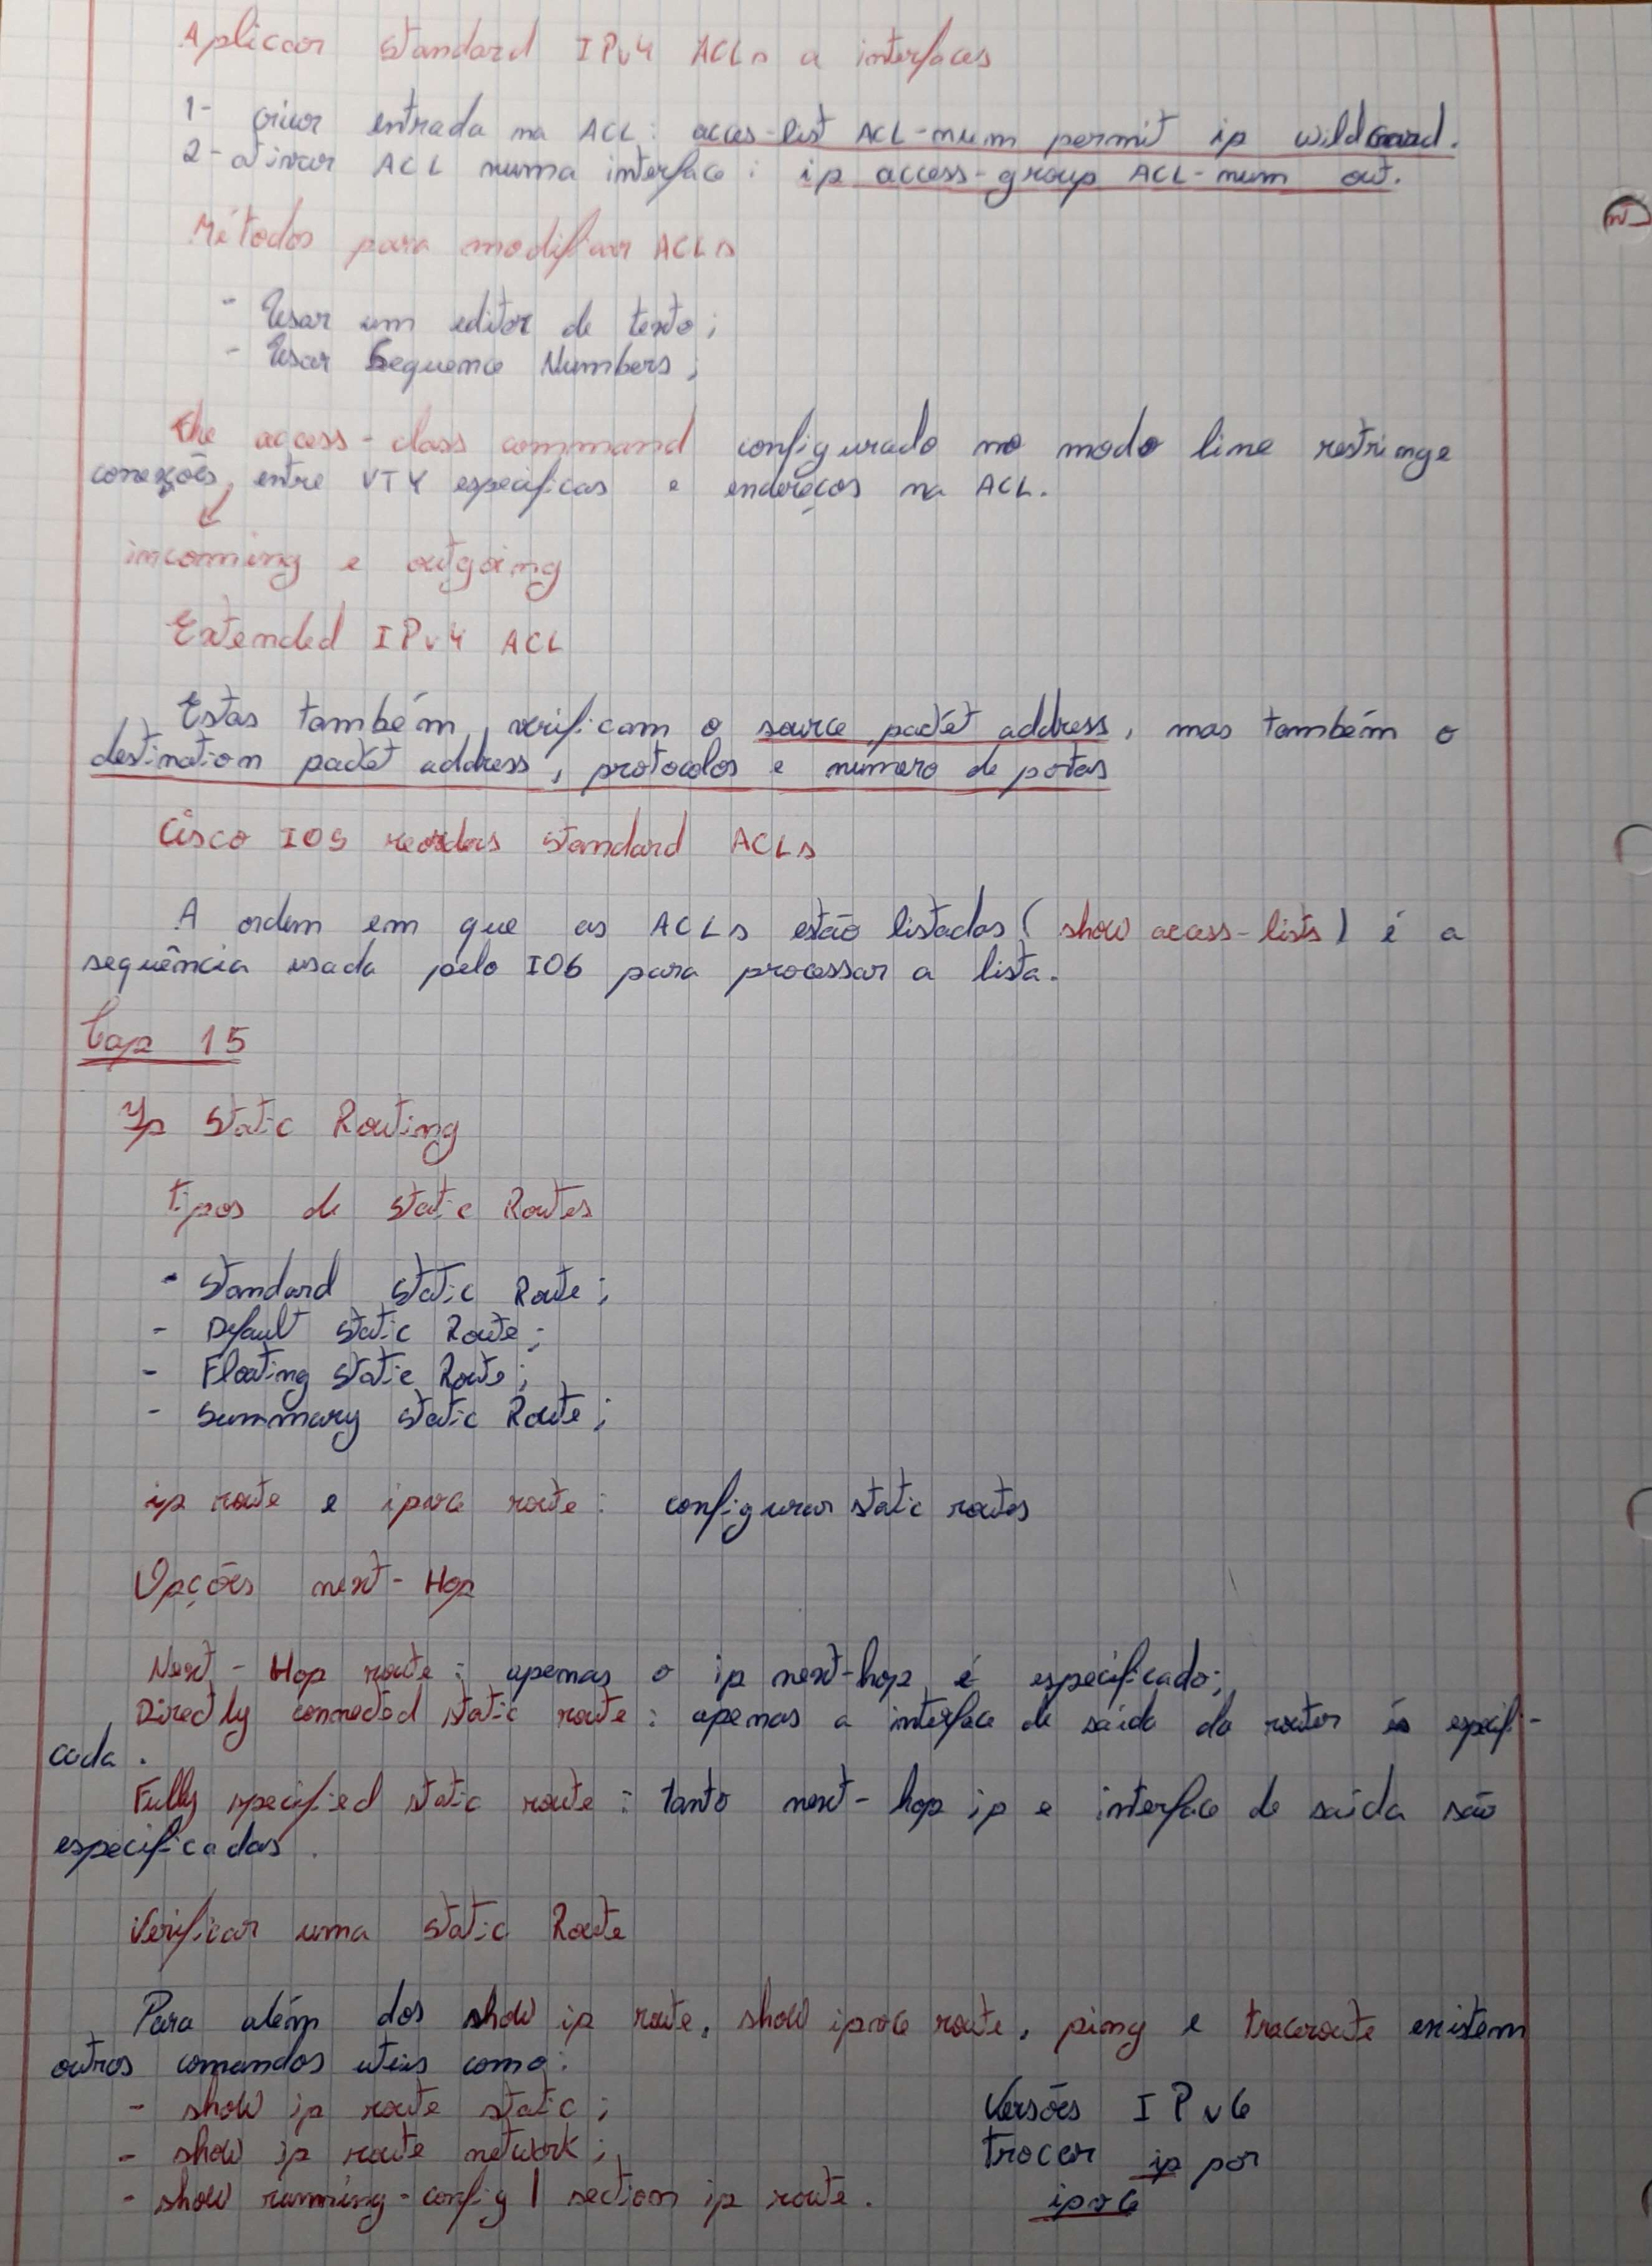 Aplicar Standard IPv4 ACLs a interfaces
1- criar entrada na ACL: acces-list ACL-num permit ip wildcard.
2- ativar ACL numa interface: ip access-group ACL-num out.
Métodos para modificar ACLs
- Usar um editor de texto;
- Usar Sequence Numbers;
The access-class command configurado no modo line restringe
conexões, entre VTY especificas e endereços na ACL.
incoming e outgoing
Extended IPv4 ACL
Estas também, verificam o source packet address, mas também o
destination packet address, protocolos e número de portas
Cisco IOS reorders Standard ACLs
A ordem em que as ACLs estão listadas (show access-lists) é a
sequência usada pelo IOS para processar a lista.
Cap 15
Ip Static Routing
Tipos de Static Routes
- Standard Static Route;
- Default Static Route;
- Floating Static Route;
- Summary Static Route;
ip route e ipv6 route: configurar static routes
Opções next-Hop
Next-Hop route: apenas o ip next-hop é especificado;
Directly connected static route: apenas a interface de saída do router é especifi-
cada.
Fully specified static route: tanto next-hop ip e interface de saída são
especificadas.
Verificar uma Static Route
Para além dos show ip route, show ipv6 route, ping e traceroute existem
outros comandos uteis como:
- show ip route static;
- show ip route network;
- show running-config | section ip route.
Versões IPv6
trocar ip por
ipv6